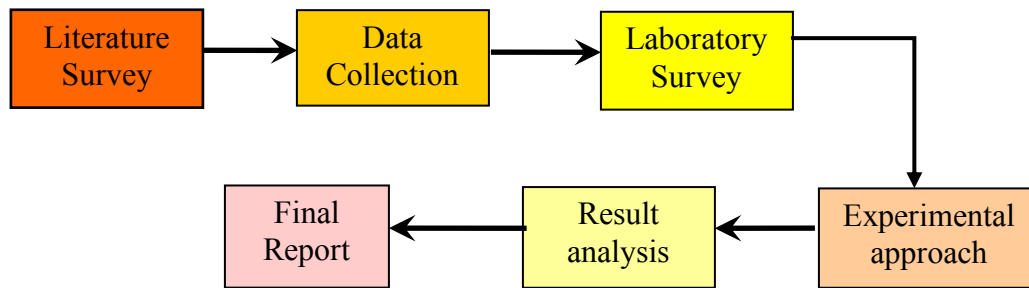 Literature
Survey
Data
Collection
Laboratory
Survey
Final
Report
Result
analysis
Experimental
approach